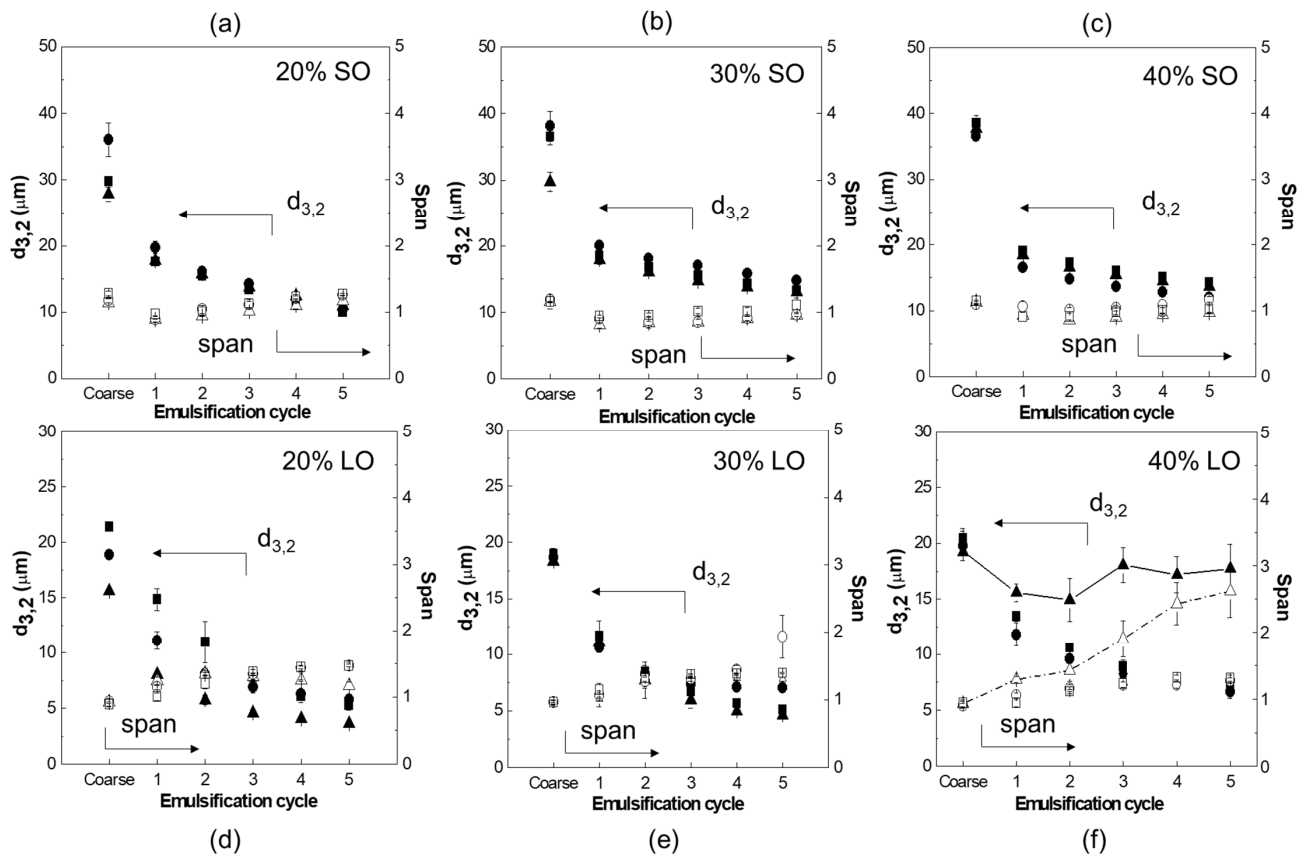 (a)
20% SO
d3,2 (μm)
50
40
30
20
10
0
5
4
3
2
1
0
Span
d3,2
span
Coarse 1 2 3 4 5
Emulsification cycle
(b)
30% SO
d3,2 (μm)
50
40
30
20
10
0
5
4
3
2
1
0
Span
d3,2
span
Coarse 1 2 3 4 5
Emulsification cycle
(c)
40% SO
d3,2 (μm)
50
40
30
20
10
0
5
4
3
2
1
0
Span
d3,2
span
Coarse 1 2 3 4 5
Emulsification cycle
20% LO
d3,2 (μm)
30
25
20
15
10
5
0
5
4
3
2
1
0
Span
d3,2
span
Coarse 1 2 3 4 5
Emulsification cycle
(d)
30% LO
d3,2 (μm)
30
25
20
15
10
5
0
5
4
3
2
1
0
Span
d3,2
span
Coarse 1 2 3 4 5
Emulsification cycle
(e)
40% LO
d3,2 (μm)
30
25
20
15
10
5
0
5
4
3
2
1
0
Span
d3,2
span
Coarse 1 2 3 4 5
Emulsification cycle
(f)